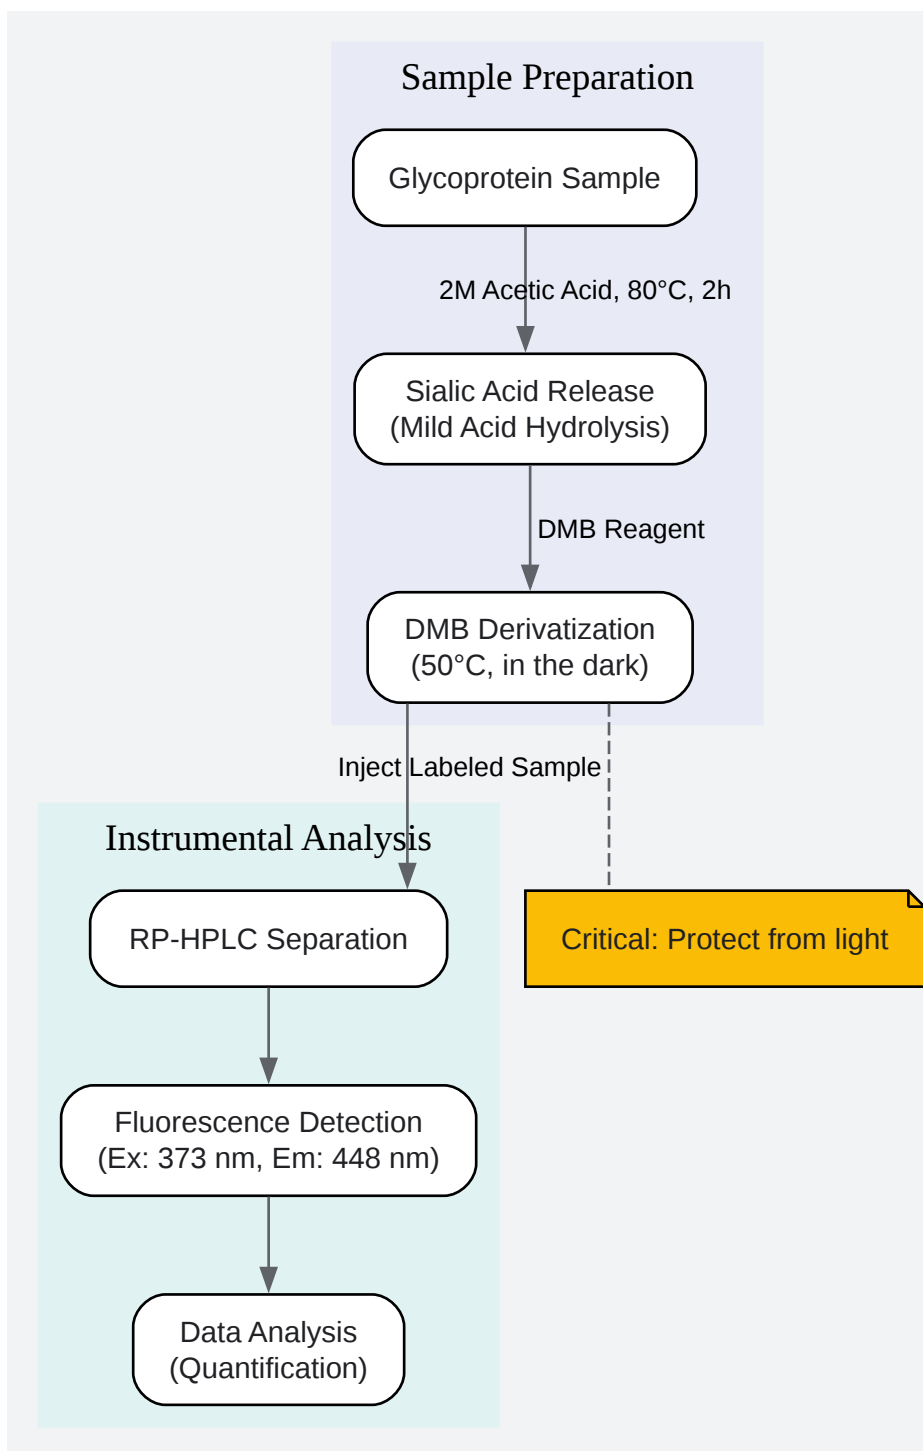 Sample Preparation
Glycoprotein Sample
2M Acetic Acid, 80°C, 2h
Sialic Acid Release
(Mild Acid Hydrolysis)
DMB Reagent
DMB Derivatization
(50°C, in the dark)
Inject Labeled Sample
Instrumental Analysis
RP-HPLC Separation
Critical: Protect from light
Fluorescence Detection
(Ex: 373 nm, Em: 448 nm)
Data Analysis
(Quantification)